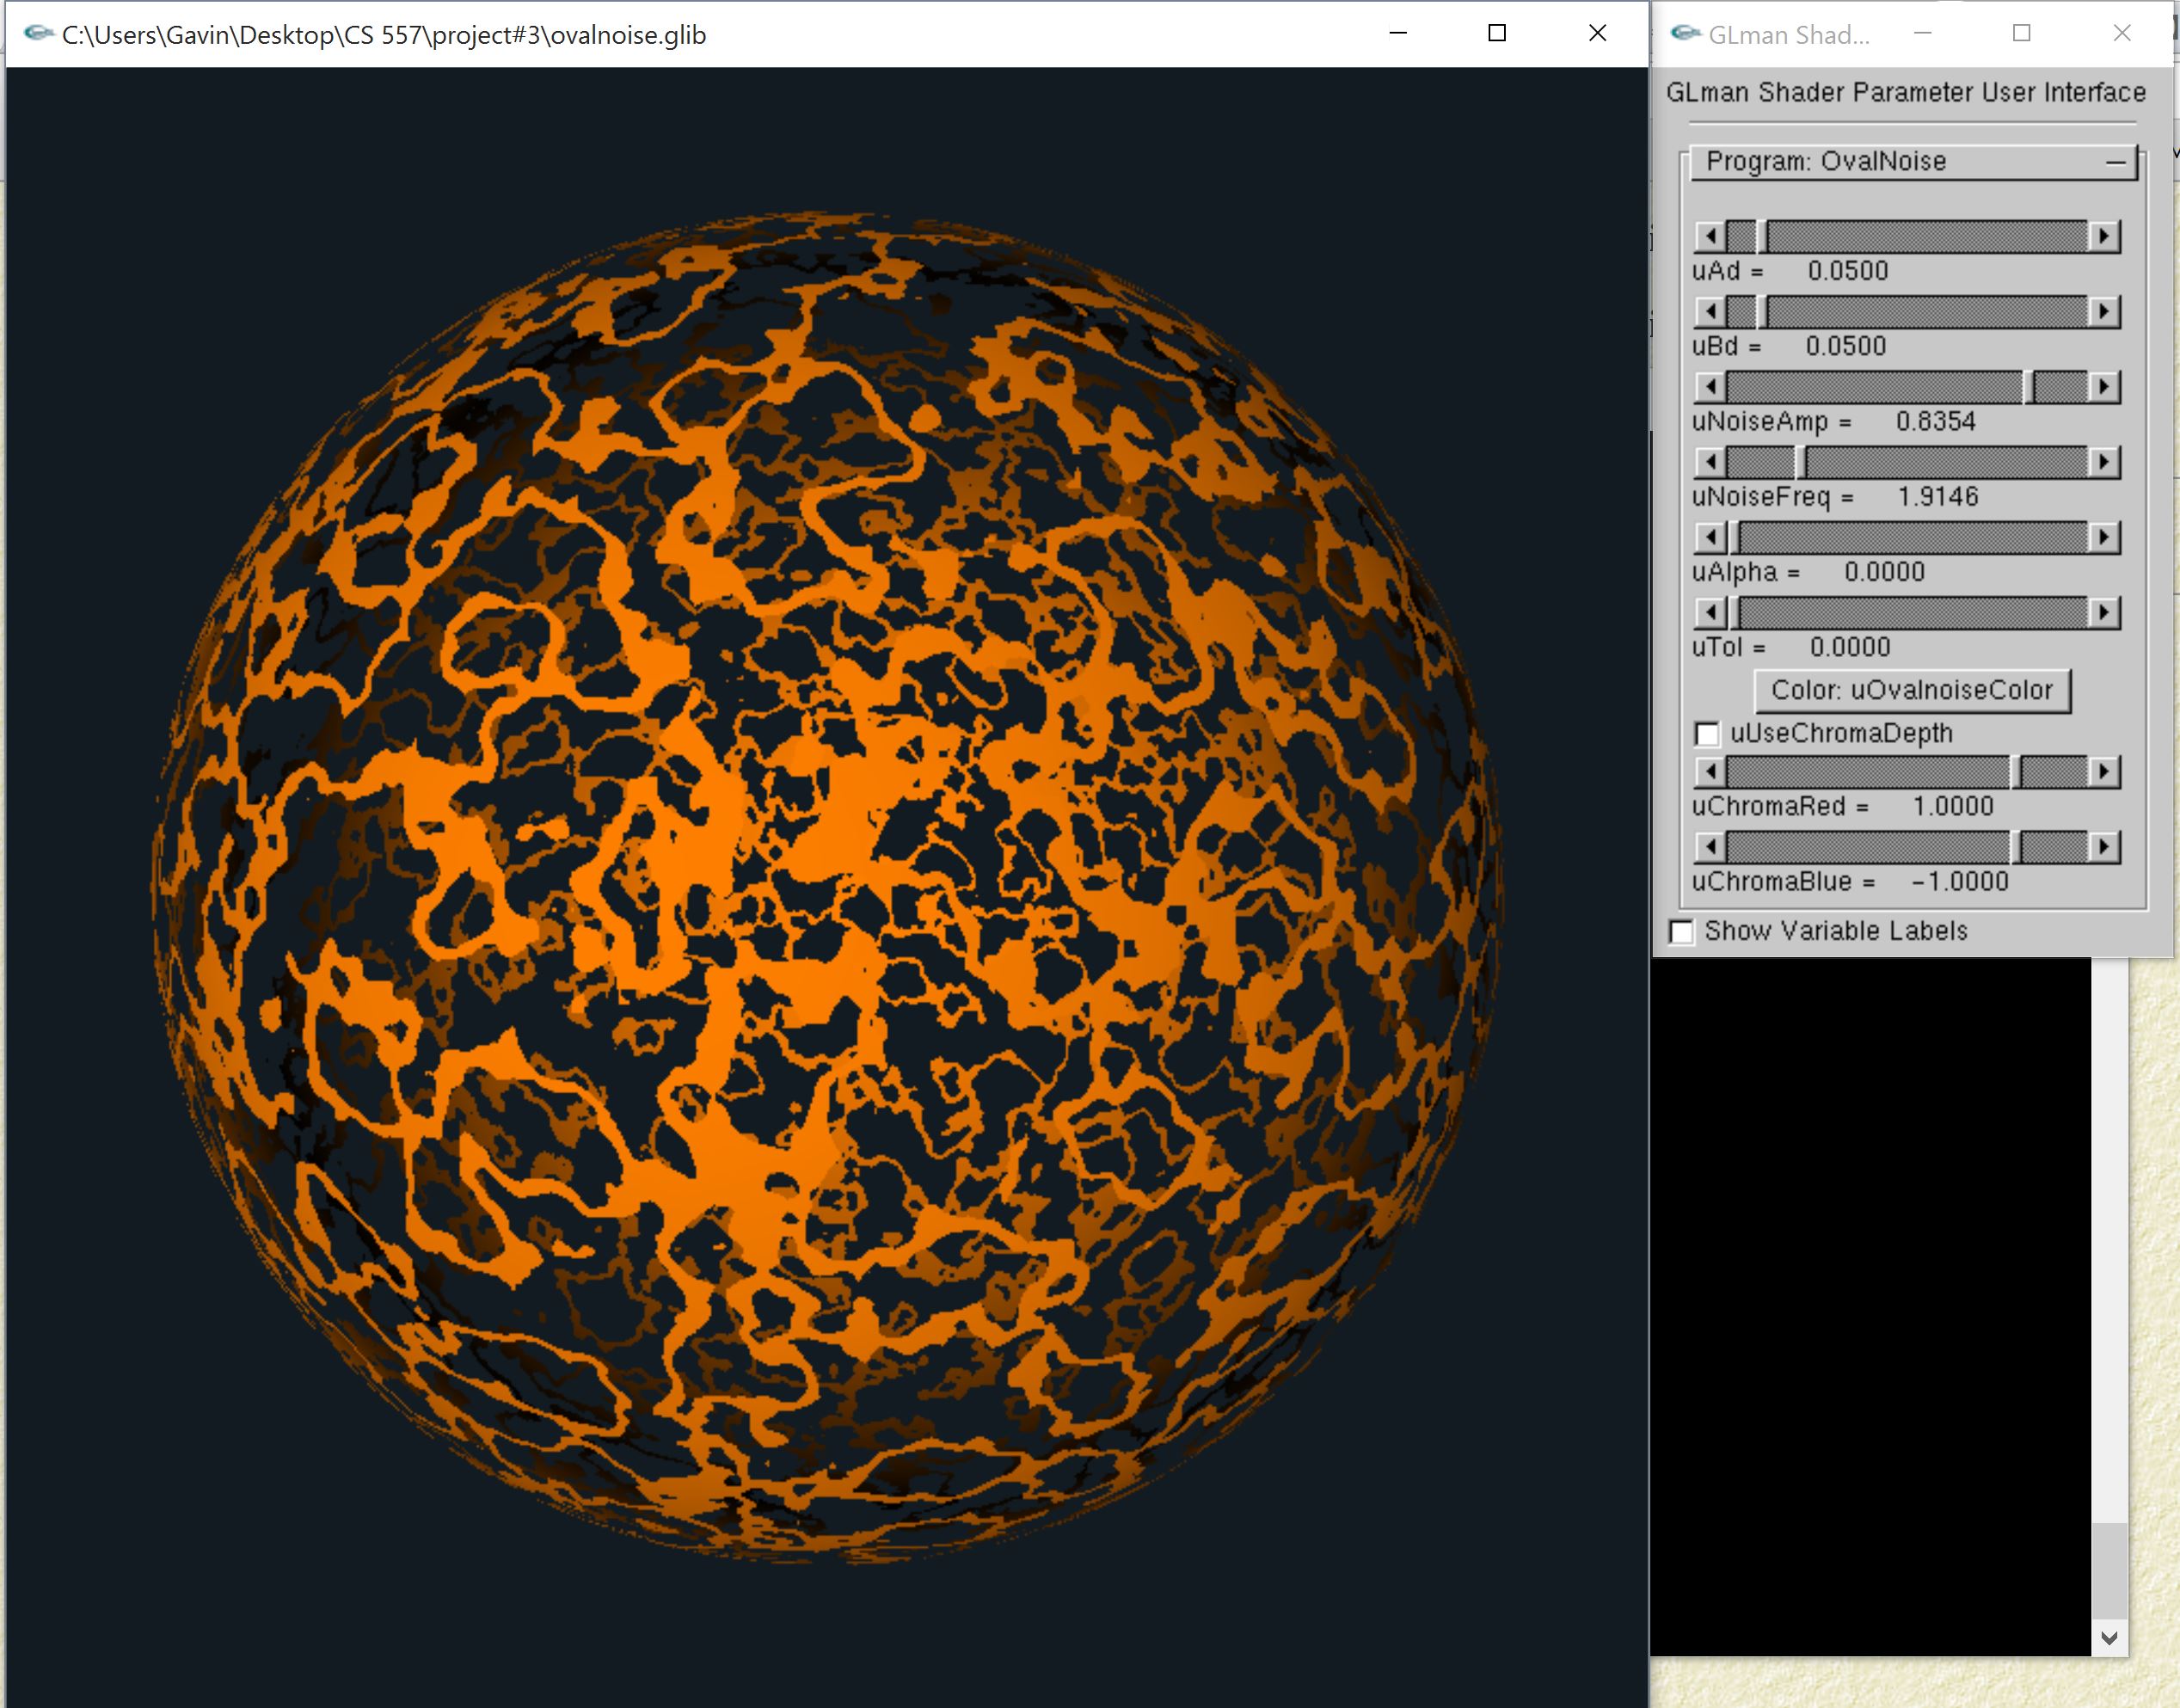 C:\Users\Gavin\Desktop\CS 557\project#3\ovalnoise.glib
GLman Shad...
GLman Shader Parameter User Interface
Program: OvalNoise
uAd = 0.0500
uBd = 0.0500
uNoiseAmp = 0.8354
uNoiseFreq = 1.9146
uAlpha = 0.0000
uTol = 0.0000
Color: uOvalnoiseColor
uUseChromaDepth
uChromaRed = 1.0000
uChromaBlue = -1.0000
Show Variable Labels